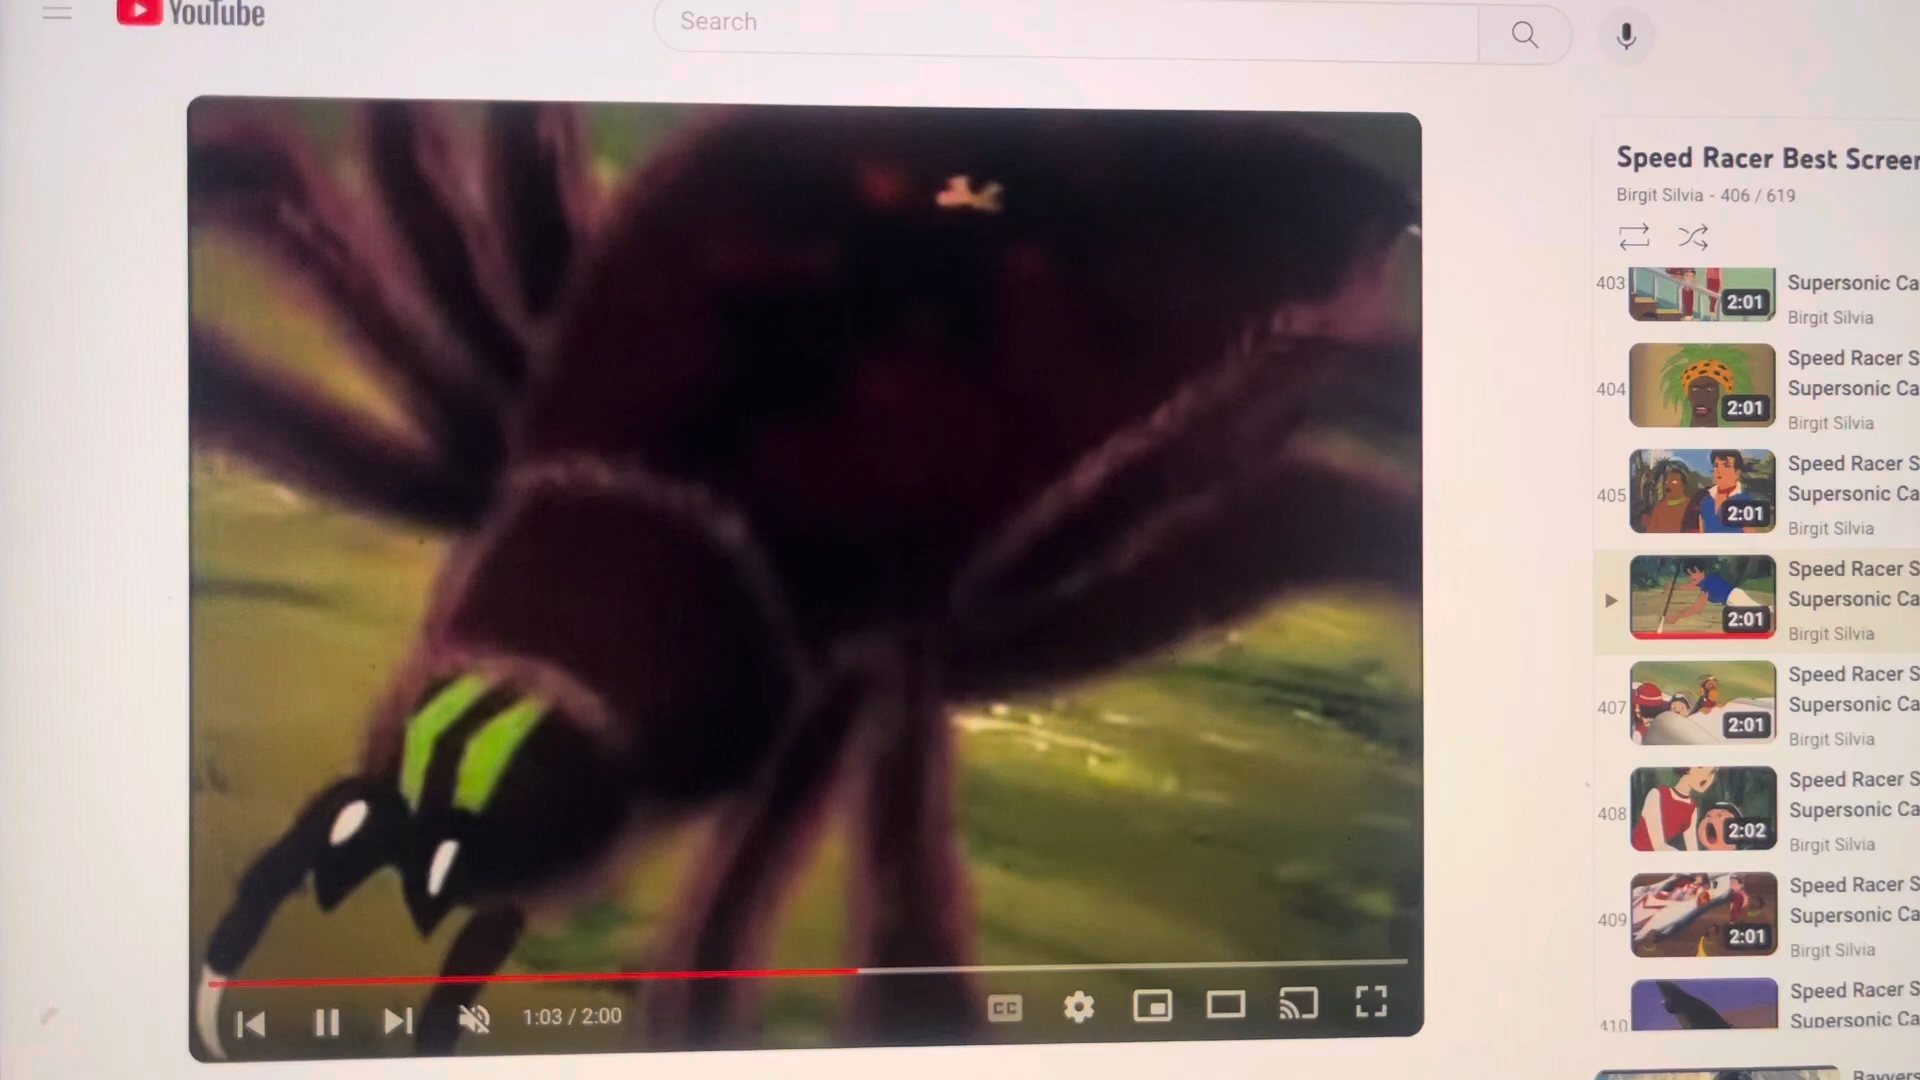 YouTube
Search
Speed Racer Best Screen
Birgit Silvia - 406 / 619
403
2:01
Supersonic Ca
Birgit Silvia
404
2:01
Speed Racer S
Supersonic Ca
Birgit Silvia
405
2:01
Speed Racer S
Supersonic Ca
Birgit Silvia
2:01
Speed Racer S
Supersonic Ca
Birgit Silvia
407
2:01
Speed Racer S
Supersonic Ca
Birgit Silvia
408
2:02
Speed Racer S
Supersonic Ca
Birgit Silvia
409
2:01
Speed Racer S
Supersonic Ca
Birgit Silvia
410
Speed Racer S
Supersonic Ca
1:03 / 2:00
CC